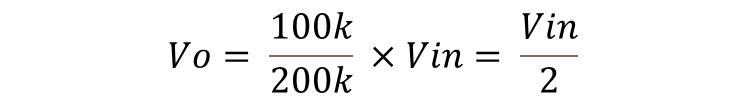 Vo = 100k/200k × Vin = Vin/2